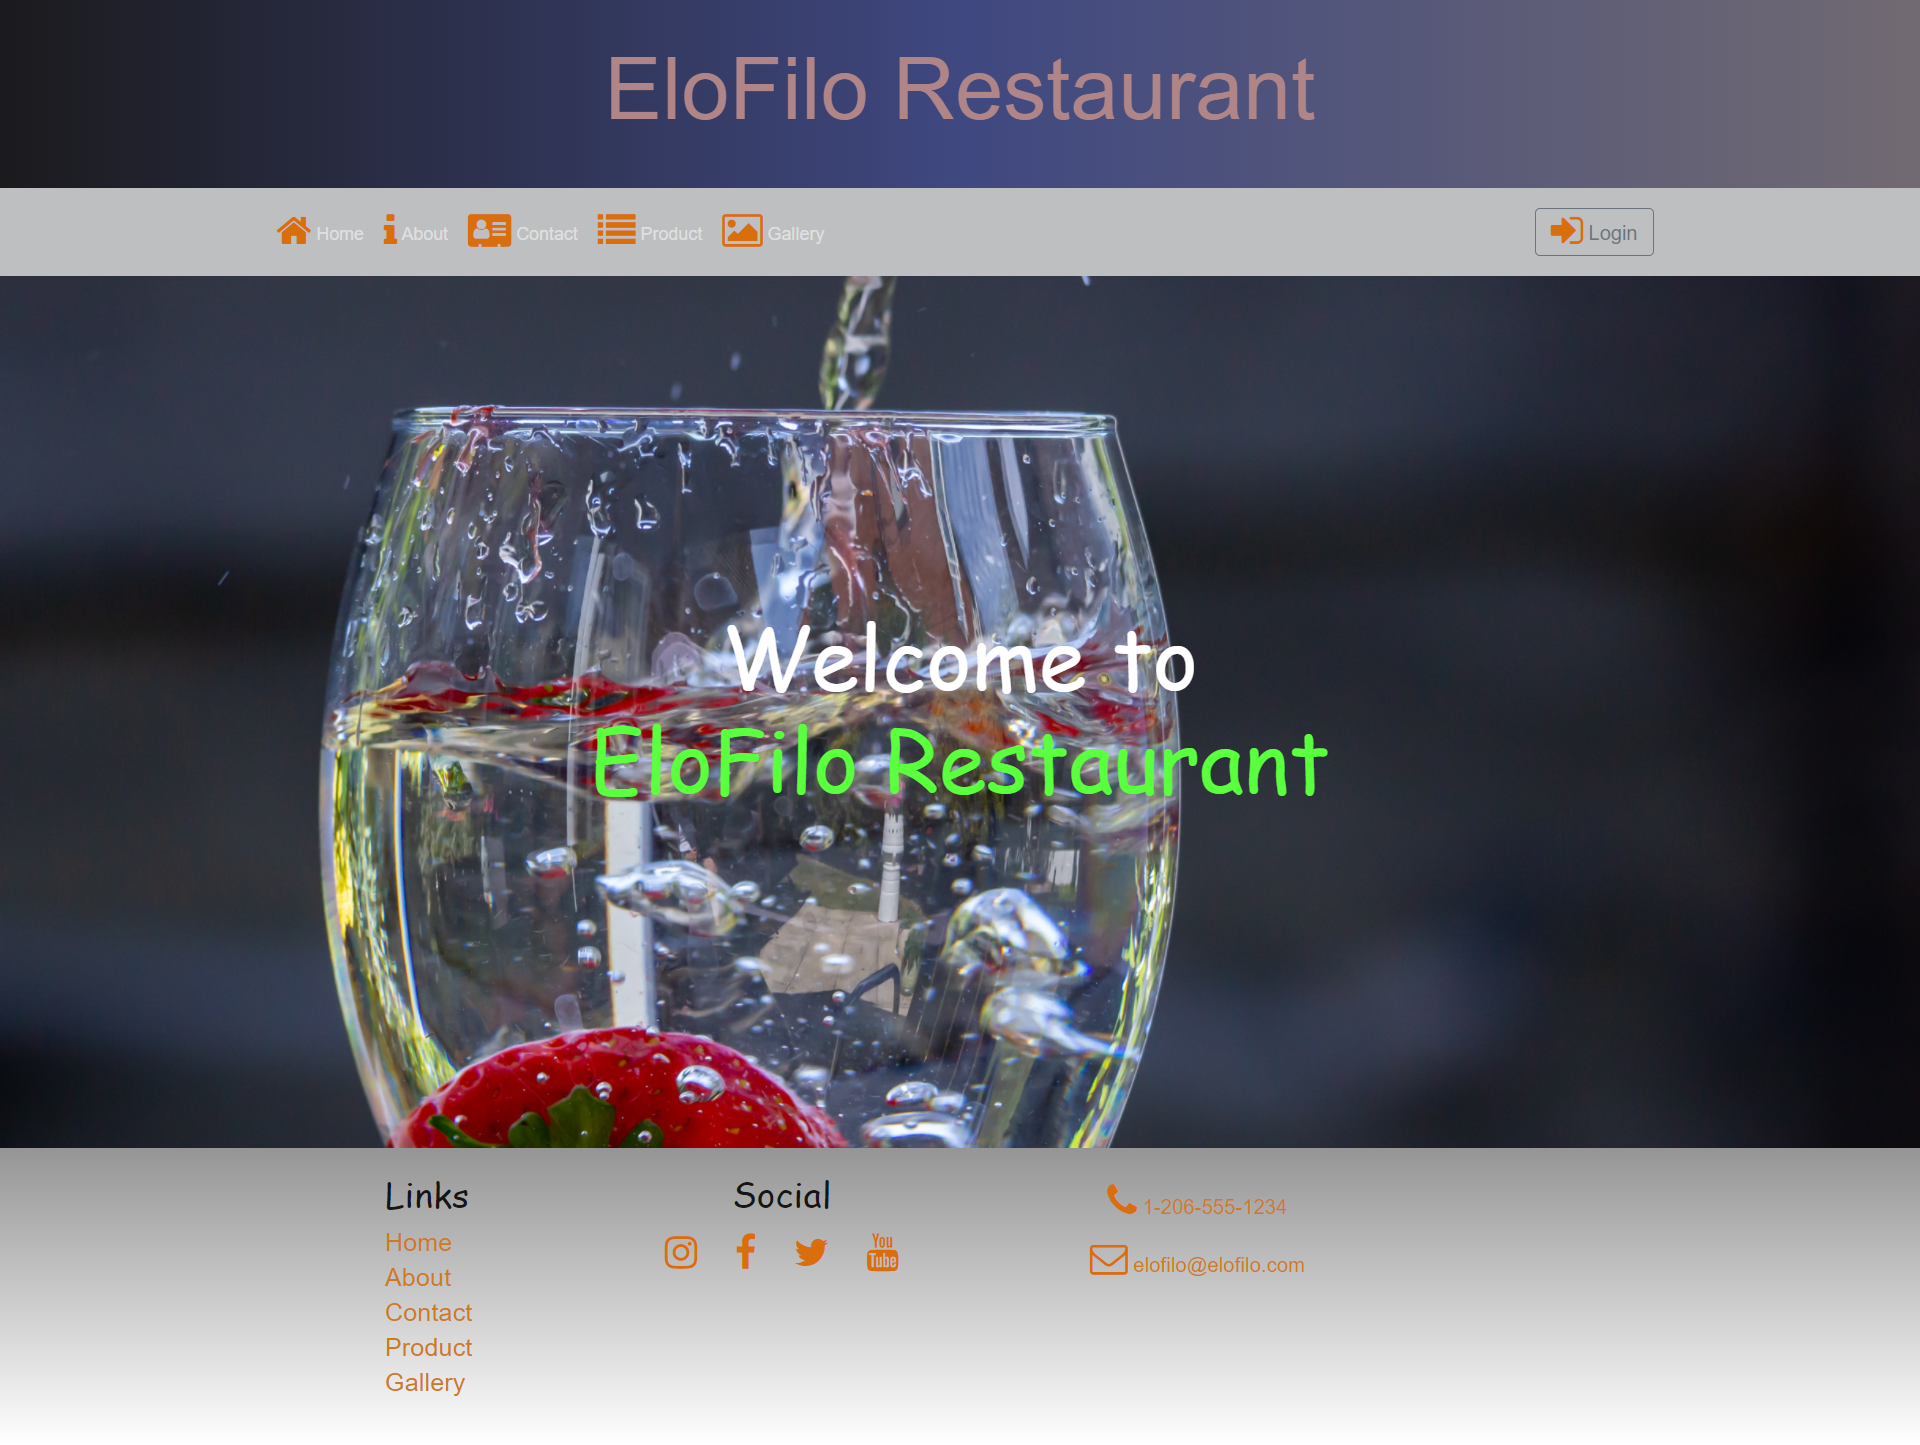 EloFilo Restaurant
Home About Contact Product Gallery Login
Welcome to
EloFilo Restaurant
Links
Home
About
Contact
Product
Gallery
Social
You
Tube
1-206-555-1234
elofilo@elofilo.com